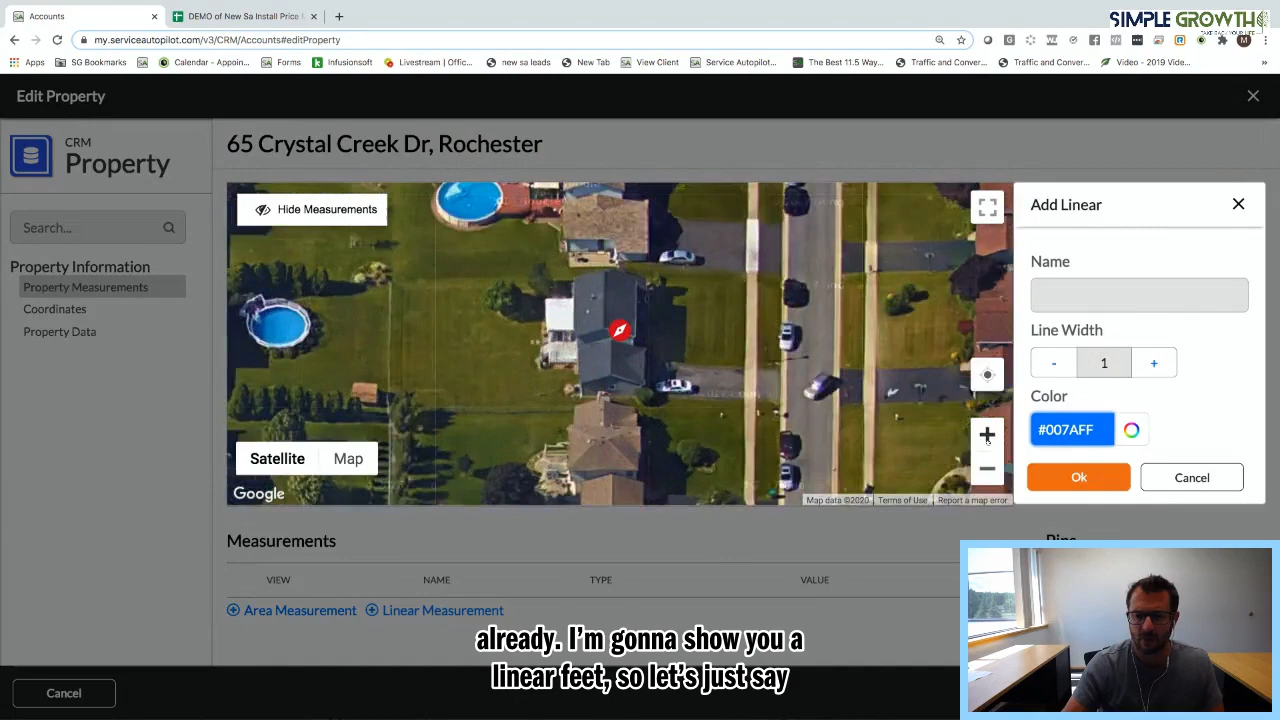 Accounts
DEMO of New Sa Install Price
SIMPLE GROWTH
TAKE BACK YOUR LIFE
my.serviceautopilot.com/v3/CRM/Accounts#editProperty
Apps
SG Bookmarks
Calendar - Appoin...
Forms
Infusionsoft
Livestream | Offic...
new sa leads
New Tab
View Client
Service Autopilot...
The Best 11.5 Way...
Traffic and Conver...
Traffic and Conver...
Video - 2019 Vide...
Edit Property
CRM
Property
65 Crystal Creek Dr, Rochester
Search...
Property Information
Property Measurements
Coordinates
Property Data
Hide Measurements
Satellite
Map
Google
Map data ©2020
Terms of Use
Report a map error
Add Linear
Name
Line Width
- 1 +
Color
#007AFF
Ok
Cancel
Measurements
VIEW
NAME
TYPE
VALUE
Area Measurement
Linear Measurement
already. I'm gonna show you a
linear feet, so let's just say
Cancel